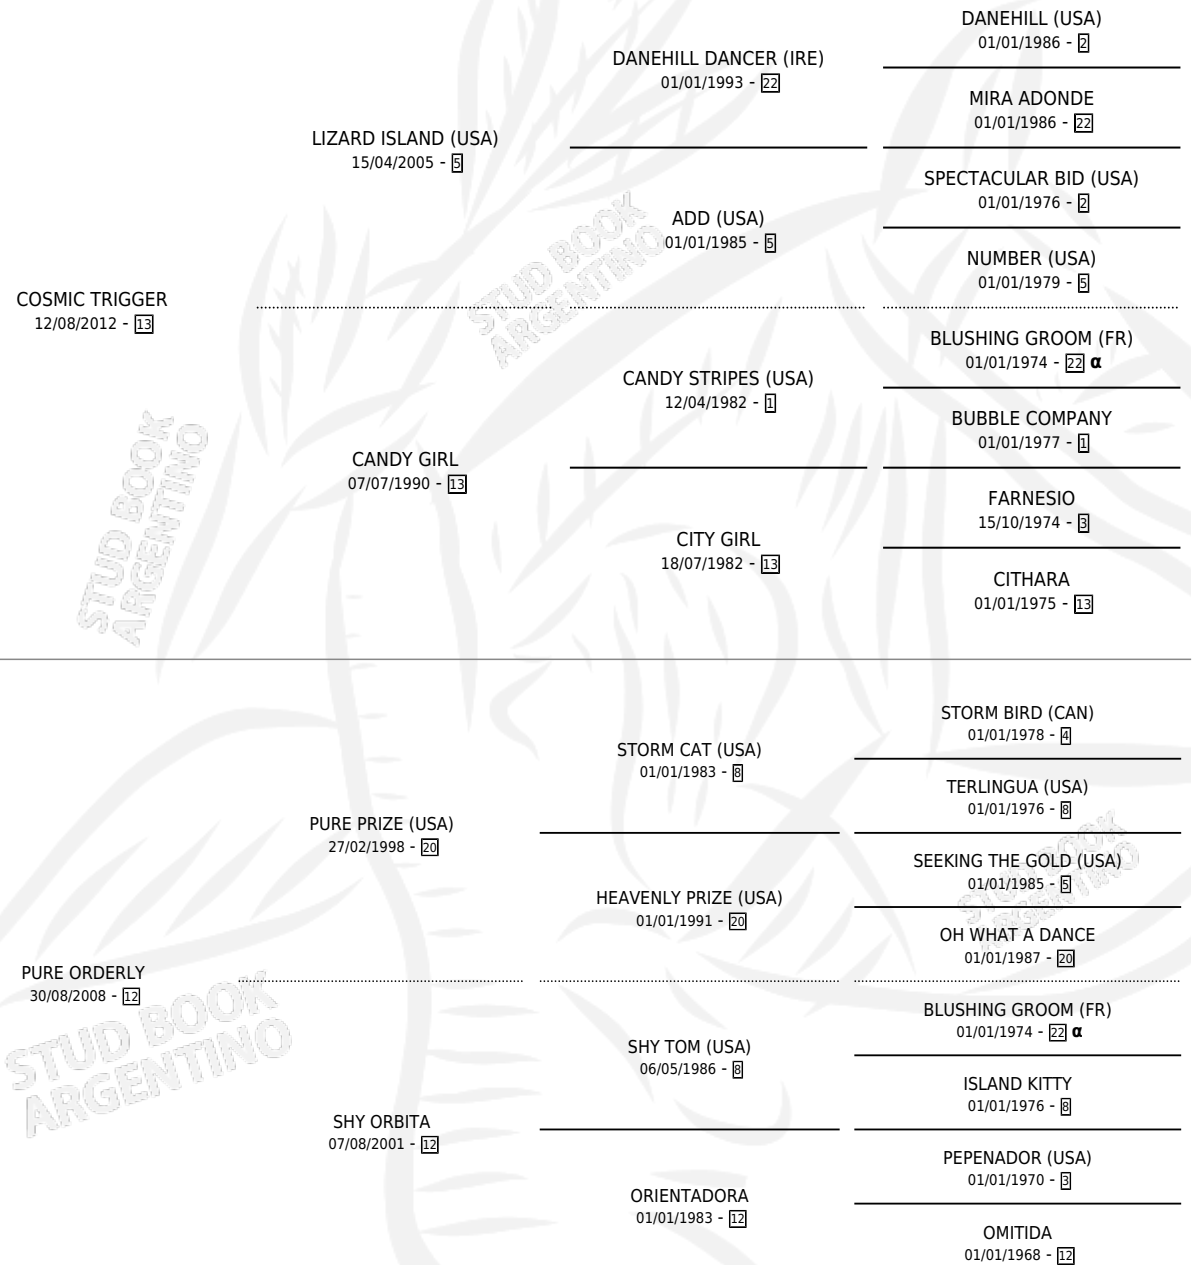 DANEHILL (USA)
01/01/1986 - 2
DANEHILL DANCER (IRE)
01/01/1993 - 22
MIRA ADONDE
01/01/1986 - 22
LIZARD ISLAND (USA)
15/04/2005 - 5
SPECTACULAR BID (USA)
01/01/1976 - 2
ADD (USA)
01/01/1985 - 5
NUMBER (USA)
01/01/1979 - 5
STUD BOOK
ARGENTINO
COSMIC TRIGGER
12/08/2012 - 13
BLUSHING GROOM (FR)
01/01/1974 - 22 α
CANDY STRIPES (USA)
12/04/1982 - 1
BUBBLE COMPANY
01/01/1977 - 1
CANDY GIRL
07/07/1990 - 13
FARNESIO
15/10/1974 - 3
CITY GIRL
18/07/1982 - 13
CITHARA
01/01/1975 - 13
STUD BOOK
ARGENTINO
STORM BIRD (CAN)
01/01/1978 - 4
STORM CAT (USA)
01/01/1983 - 8
TERLINGUA (USA)
01/01/1976 - 8
PURE PRIZE (USA)
27/02/1998 - 20
SEEKING THE GOLD (USA)
01/01/1985 - 5
HEAVENLY PRIZE (USA)
01/01/1991 - 20
OH WHAT A DANCE
01/01/1987 - 20
STUD BOOK
ARGENTINO
PURE ORDERLY
30/08/2008 - 12
BLUSHING GROOM (FR)
01/01/1974 - 22 α
SHY TOM (USA)
06/05/1986 - 8
ISLAND KITTY
01/01/1976 - 8
STUD BOOK
ARGENTINO
SHY ORBITA
07/08/2001 - 12
PEPENADOR (USA)
01/01/1970 - 3
ORIENTADORA
01/01/1983 - 12
OMITIDA
01/01/1968 - 12